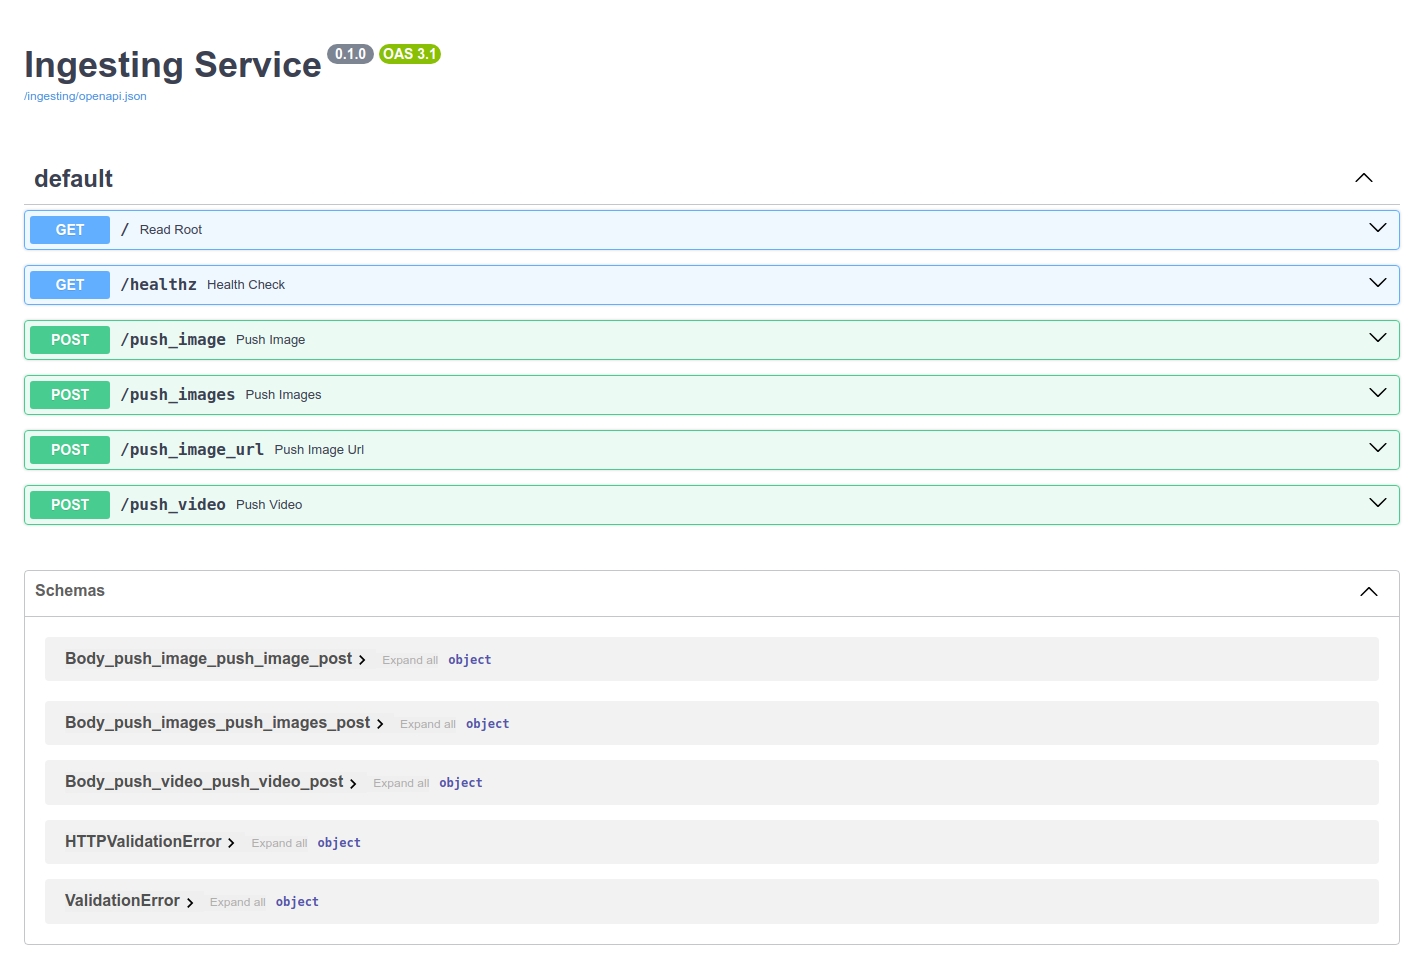 Ingesting Service 0.1.0 OAS 3.1
/ingesting/openapi.json
default
GET / Read Root
GET /healthz Health Check
POST /push_image Push Image
POST /push_images Push Images
POST /push_image_url Push Image Url
POST /push_video Push Video
Schemas
Body_push_image_push_image_post Expand all object
Body_push_images_push_images_post Expand all object
Body_push_video_push_video_post Expand all object
HTTPValidationError Expand all object
ValidationError Expand all object